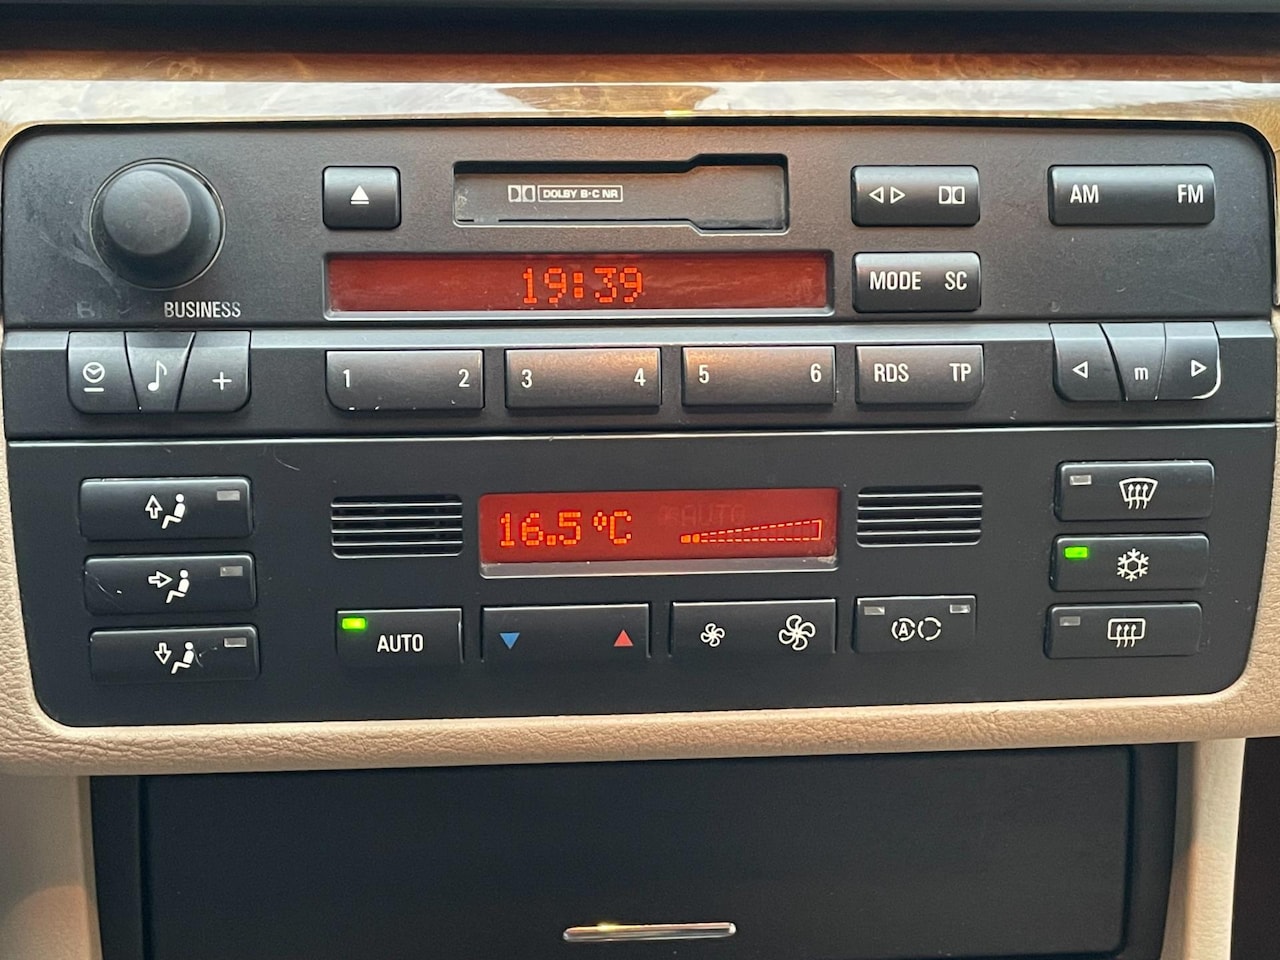 DOLBY B·C NR
AM FM
19:39
MODE SC
BUSINESS
1 2 3 4 5 6 RDS TP m
16.5°C AUTO
AUTO
A